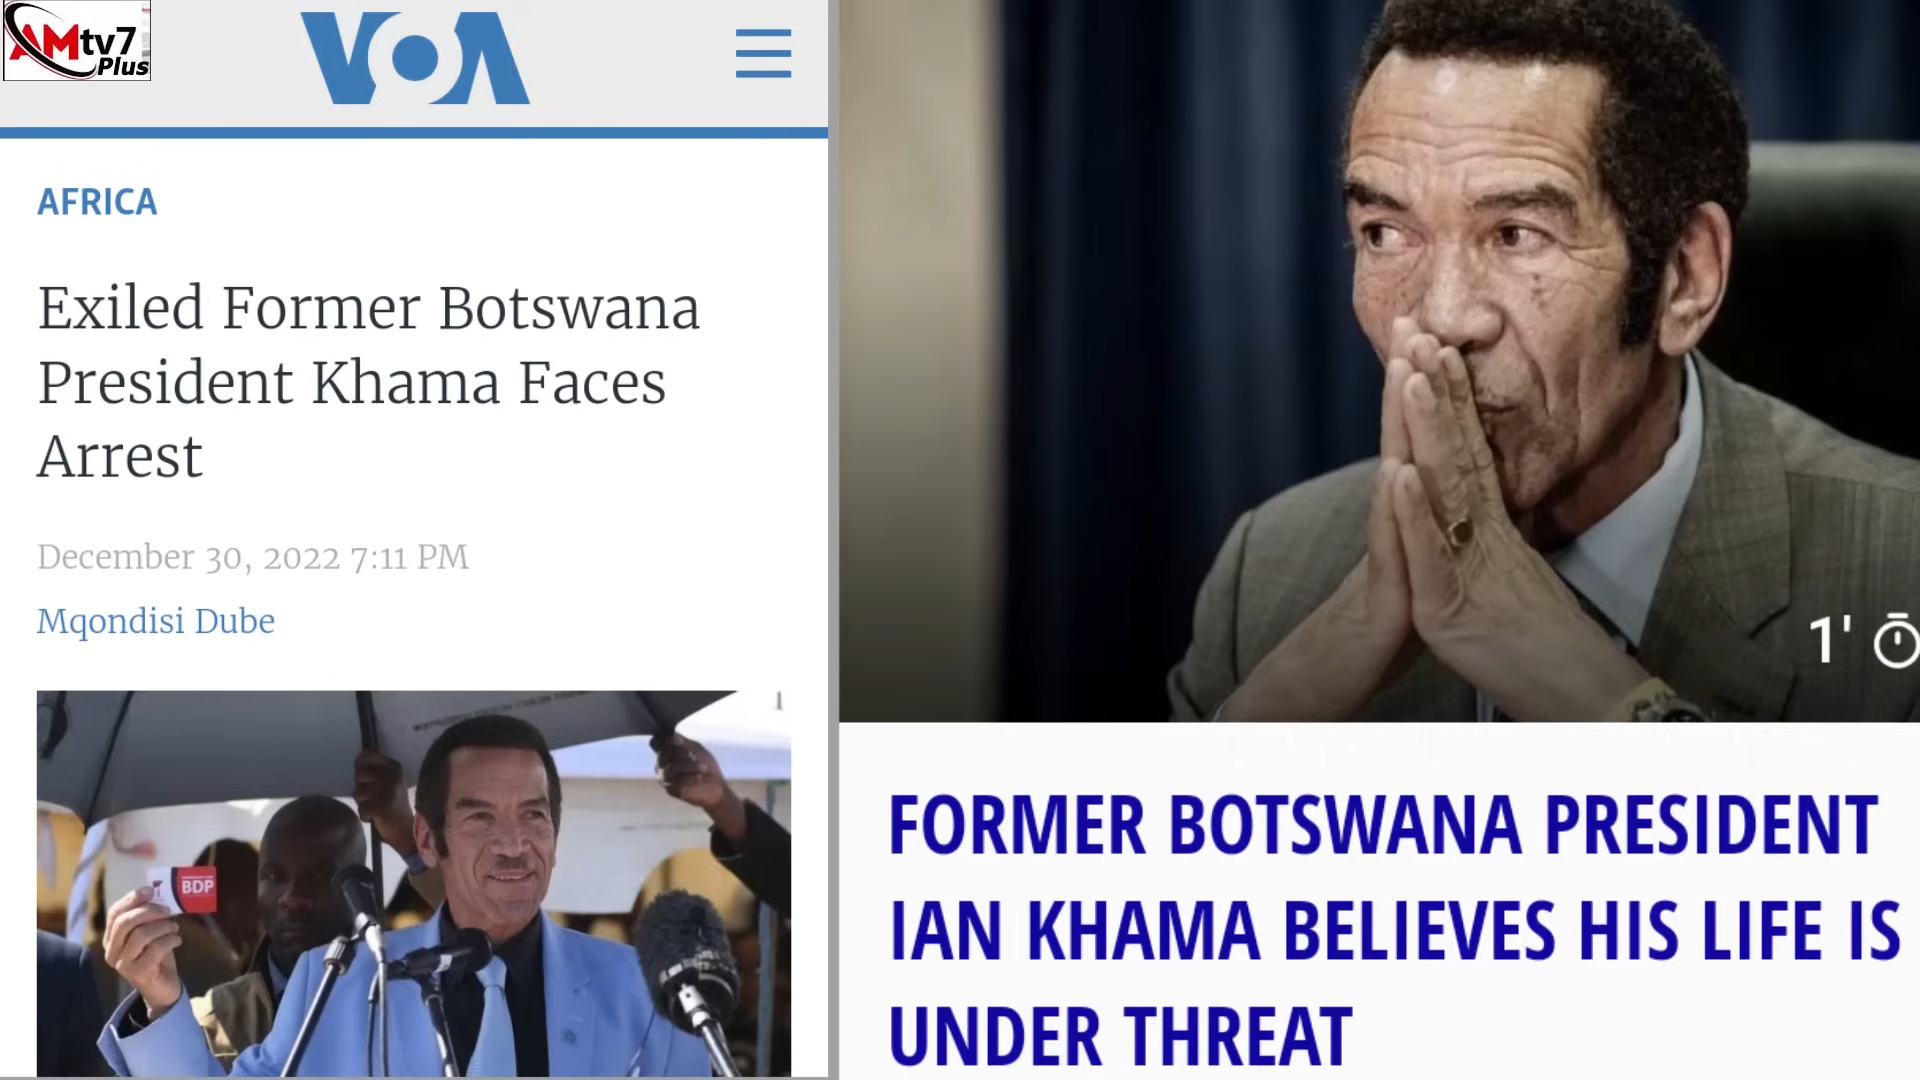 AMtv7
Plus
VOA
AFRICA
Exiled Former Botswana
President Khama Faces
Arrest
December 30, 2022 7:11 PM
Mqondisi Dube
BDP
1'
FORMER BOTSWANA PRESIDENT
IAN KHAMA BELIEVES HIS LIFE IS
UNDER THREAT